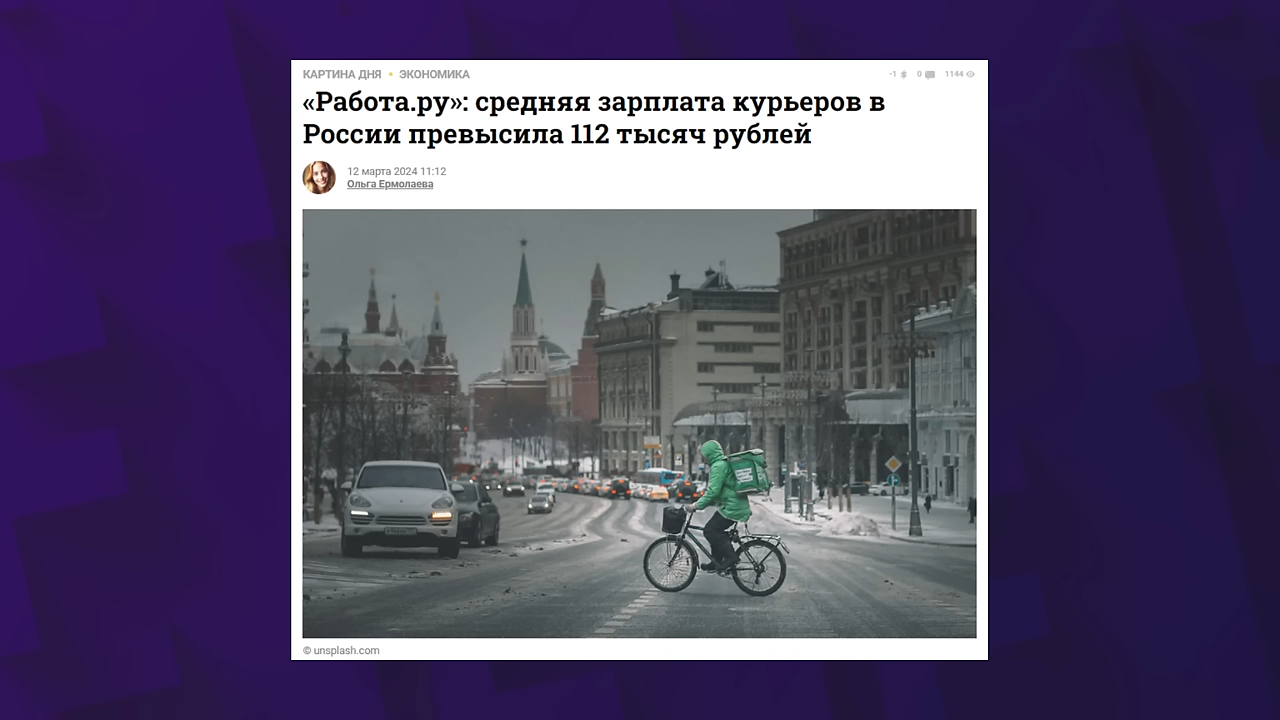 КАРТИНА ДНЯ • ЭКОНОМИКА
-1 0 1144
«Работа.ру»: средняя зарплата курьеров в
России превысила 112 тысяч рублей
12 марта 2024 11:12
Ольга Ермолаева
© unsplash.com